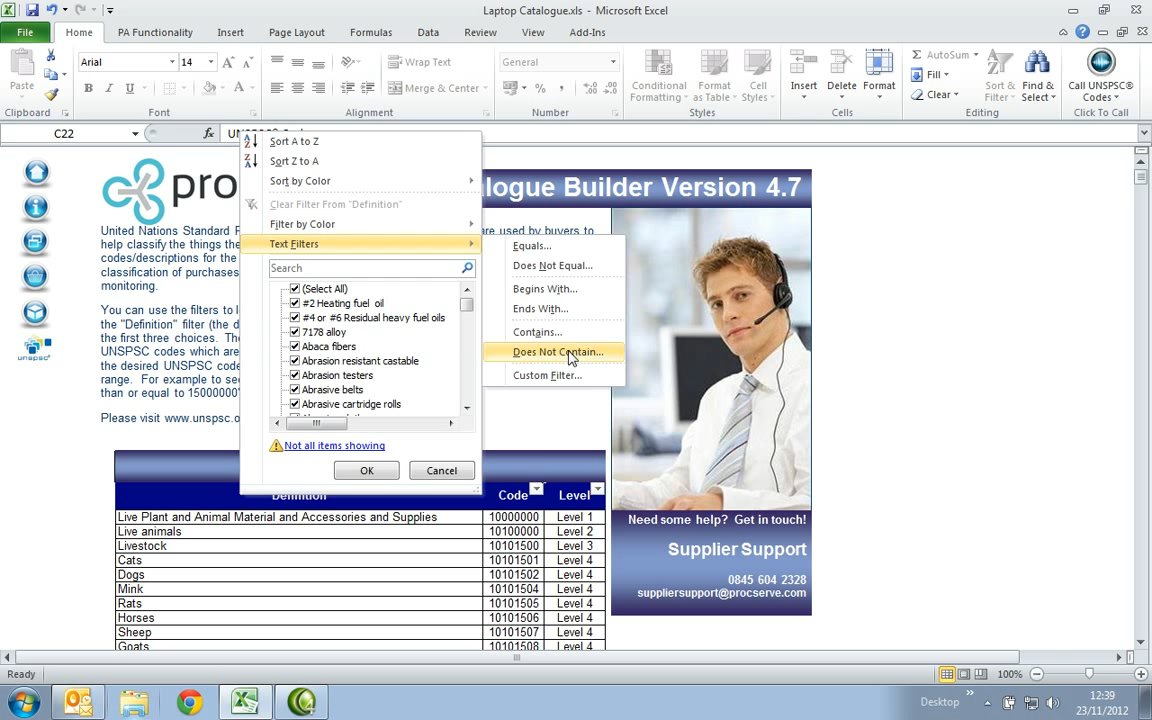 Laptop Catalogue.xls - Microsoft Excel
File Home PA Functionality Insert Page Layout Formulas Data Review View Add-Ins
Arial 14 Wrap Text General AutoSum
Paste B I U Merge & Center Conditional Formatting Format as Table Cell Styles Insert Delete Format Fill Clear Sort & Filter Find & Select Call UNSPSC® Codes
Clipboard Font Alignment Number Styles Cells Editing Click To Call
C22 fx
Sort A to Z
Sort Z to A
Sort by Color
Clear Filter From "Definition"
Filter by Color
Text Filters
Search
(Select All)
#2 Heating fuel oil
#4 or #6 Residual heavy fuel oils
7178 alloy
Abaca fibers
Abrasion resistant castable
Abrasion testers
Abrasive belts
Abrasive cartridge rolls
Not all items showing
OK Cancel
Equals...
Does Not Equal...
Begins With...
Ends With...
Contains...
Does Not Contain...
Custom Filter...
pro
alogue Builder Version 4.7
United Nations Standard P
re used by buyers to
help classify the things the
codes/descriptions for the
classification of purchases
monitoring.
You can use the filters to l
the "Definition" filter (the d
the first three choices. The
UNSPSC codes which are
the desired UNSPSC code
range. For example to see
than or equal to 15000000"
Please visit www.unspsc.o
unspsc
Definition Code Level
Live Plant and Animal Material and Accessories and Supplies 10000000 Level 1
Live animals 10100000 Level 2
Livestock 10101500 Level 3
Cats 10101501 Level 4
Dogs 10101502 Level 4
Mink 10101504 Level 4
Rats 10101505 Level 4
Horses 10101506 Level 4
Sheep 10101507 Level 4
Goats 10101508 Level 4
Need some help? Get in touch!
Supplier Support
0845 604 2328
suppliersupport@procserve.com
Ready 100%
Desktop 12:39
23/11/2012